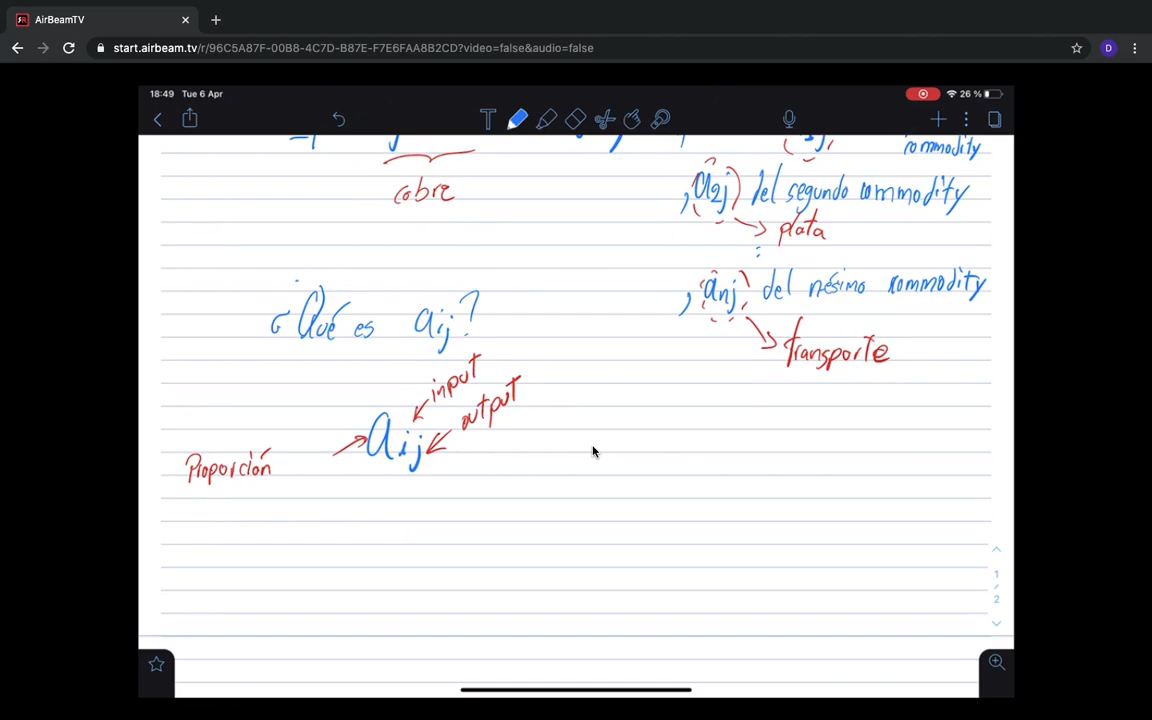 AirBeamTV
start.airbeam.tv/r/96C5A87F-00B8-4C7D-B87E-F7E6FAA8B2CD?video=false&audio=false
D
18:49 Tue 6 Apr
26 %
commodity
cobre
, a2j del segundo commodity
plata
, anj del nésimo commodity
transporte
¿Qué es aij?
input
output
aij
Proporción
1
/
2